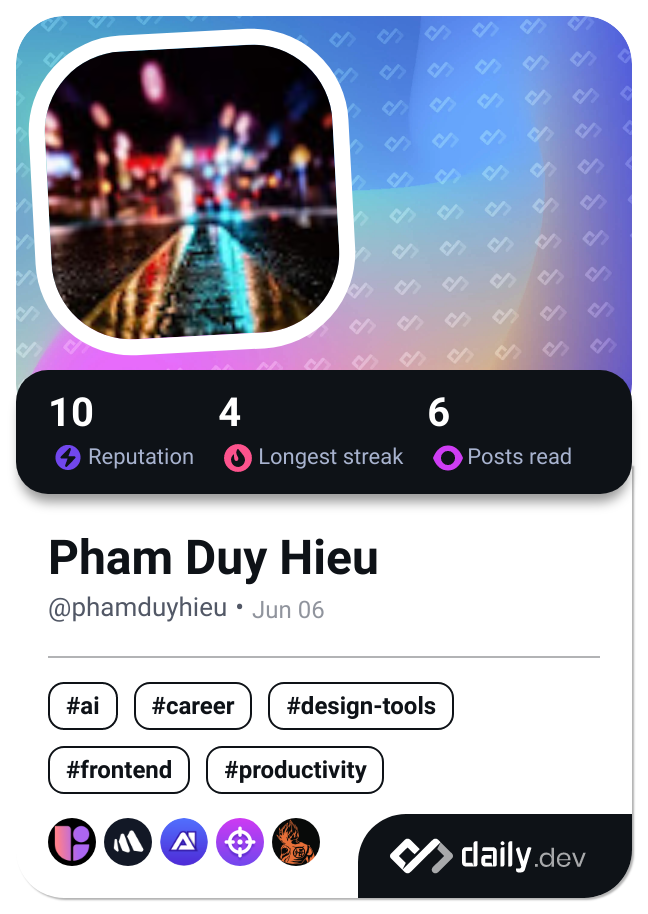 10 4 6
Reputation Longest streak Posts read
Pham Duy Hieu
@phamduyhieu • Jun 06
#ai #career #design-tools
#frontend #productivity
daily.dev